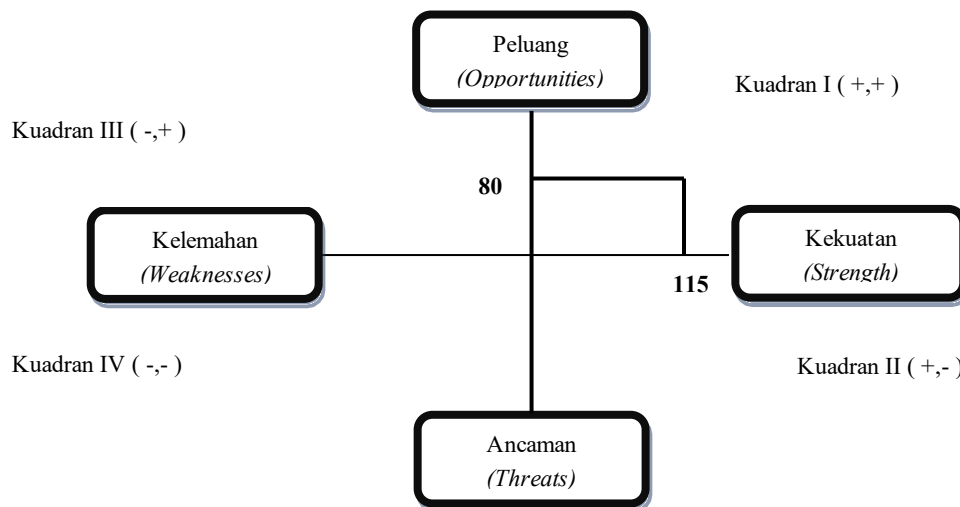 Peluang
(Opportunities)
Kuadran I ( +,+ )
Kuadran III ( -,+ )
80
Kelemahan
(Weaknesses)
Kekuatan
(Strength)
115
Kuadran IV ( -,- )
Kuadran II ( +,- )
Ancaman
(Threats)